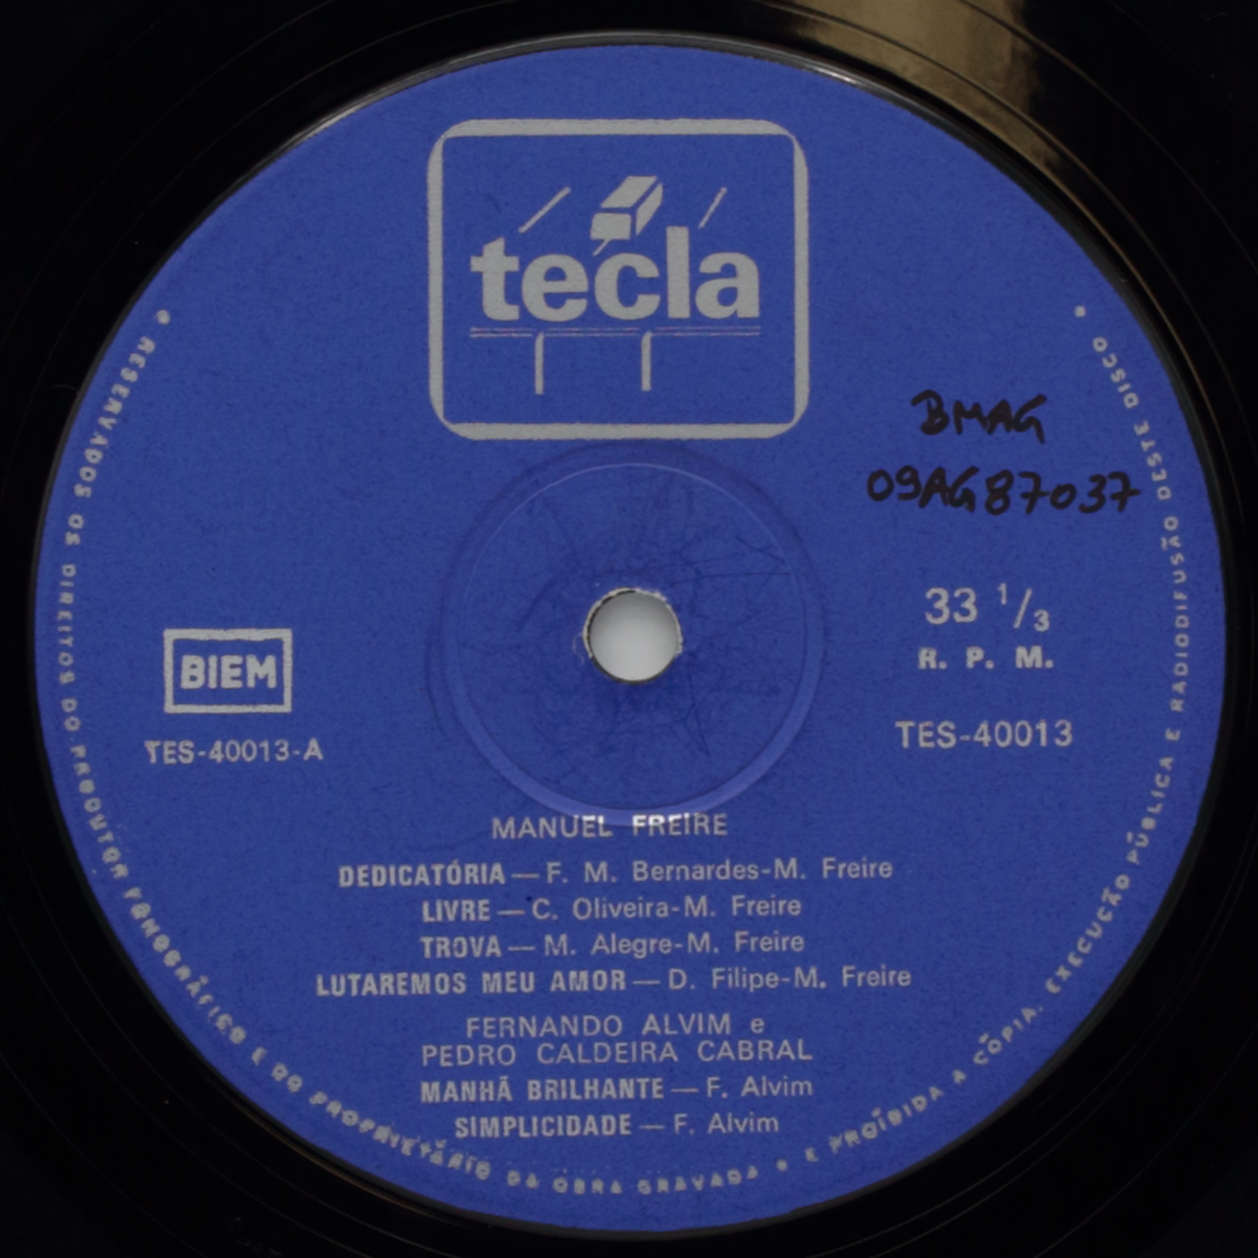 tecla
BMAG
09AG87037
33 1/3
R. P. M.
BIEM
TES-40013-A
TES-40013
MANUEL FREIRE
DEDICATÓRIA — F. M. Bernardes-M. Freire
LIVRE — C. Oliveira-M. Freire
TROVA — M. Alegre-M. Freire
LUTAREMOS MEU AMOR — D. Filipe-M. Freire
FERNANDO ALVIM e
PEDRO CALDEIRA CABRAL
MANHÃ BRILHANTE — F. Alvim
SIMPLICIDADE — F. Alvim
• RESERVADOS OS DIREITOS DO PRODUTOR FONOGRÁFICO E DO PROPRIETÁRIO DA OBRA GRAVADA • E PROÍBIDA A CÓPIA, EXECUÇÃO PÚBLICA E RADIODIFUSÃO DESTE DISCO •